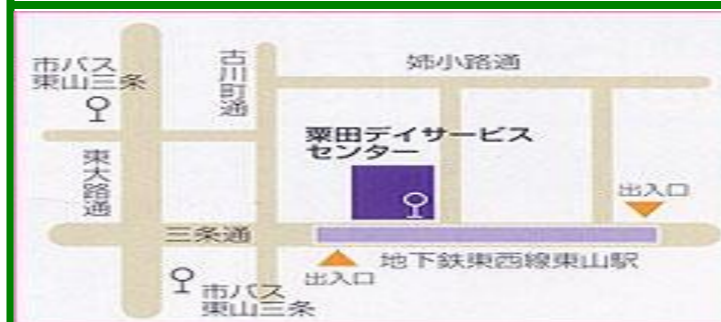 市バス
東山三条
古川町通
姉小路通
粟田デイサービス
センター
東大路通
出入口
三条通
地下鉄東西線東山駅
出入口
市バス
東山三条